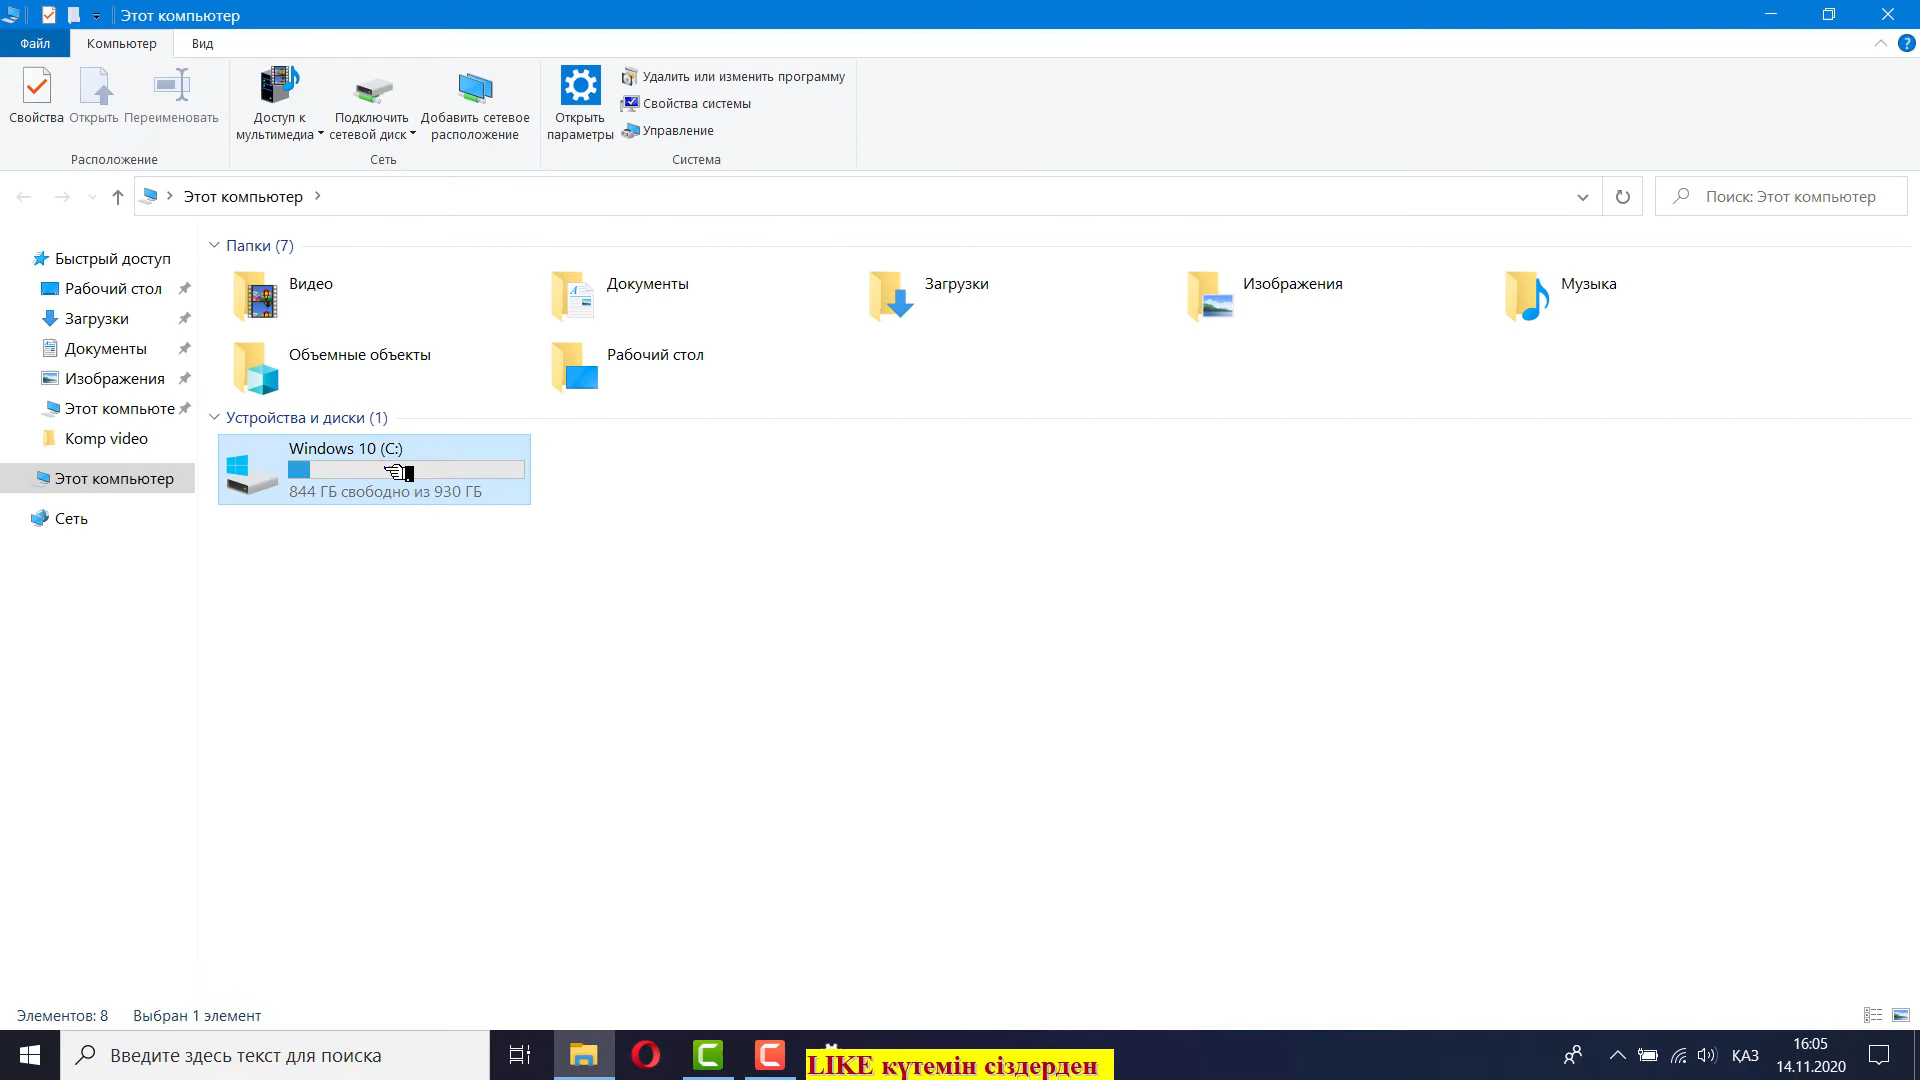 Этот компьютер
Файл
Компьютер
Вид
Свойства
Открыть
Переименовать
Доступ к
мультимедиа
Подключить
сетевой диск
Добавить сетевое
расположение
Открыть
параметры
Удалить или изменить программу
Свойства системы
Управление
Расположение
Сеть
Система
Этот компьютер
Поиск: Этот компьютер
Быстрый доступ
Рабочий стол
Загрузки
Документы
Изображения
Этот компьюте
Komp video
Этот компьютер
Сеть
Папки (7)
Видео
Документы
Загрузки
Изображения
Музыка
Объемные объекты
Рабочий стол
Устройства и диски (1)
Windows 10 (C:)
844 ГБ свободно из 930 ГБ
Элементов: 8
Выбран 1 элемент
Введите здесь текст для поиска
LIKE күтемін сіздерден
ҚАЗ
16:05
14.11.2020